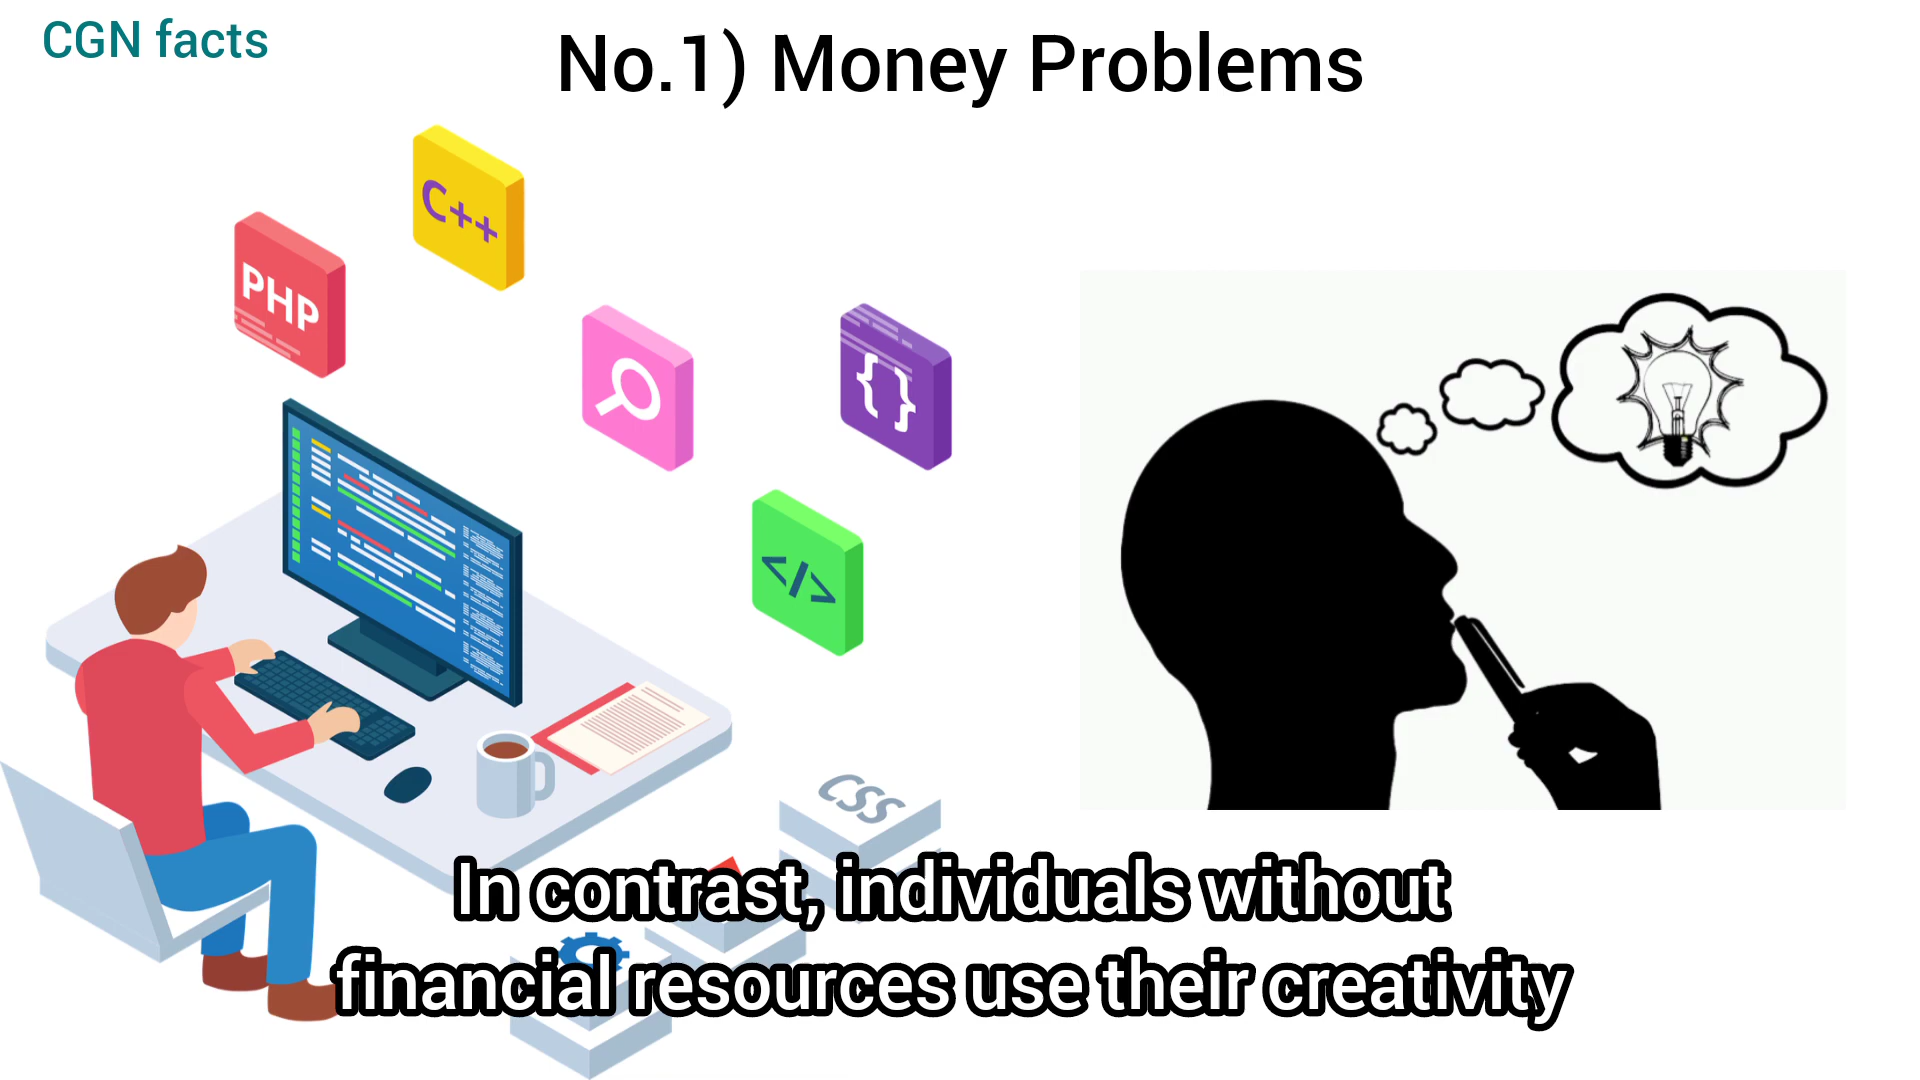 CGN facts
No.1) Money Problems
C++
PHP
{}
</>
CSS
In contrast, individuals without
financial resources use their creativity